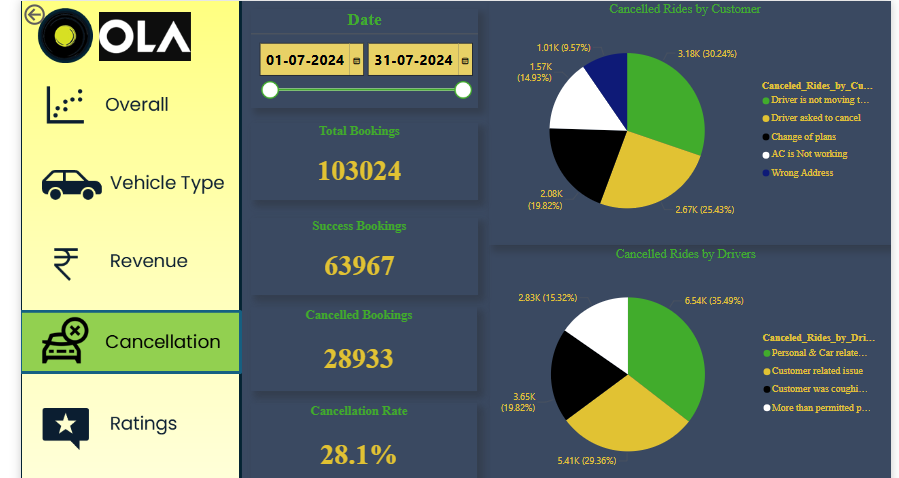 OLA
Overall
Vehicle Type
Revenue
Cancellation
Ratings
Date
01-07-2024 31-07-2024
Total Bookings
103024
Success Bookings
63967
Cancelled Bookings
28933
Cancellation Rate
28.1%
Cancelled Rides by Customer
1.01K (9.57%)
3.18K (30.24%)
1.57K
(14.93%)
2.08K
(19.82%)
2.67K (25.43%)
Canceled_Rides_by_Cu...
Driver is not moving t...
Driver asked to cancel
Change of plans
AC is Not working
Wrong Address
Cancelled Rides by Drivers
2.83K (15.32%)
6.54K (35.49%)
3.65K
(19.82%)
5.41K (29.36%)
Canceled_Rides_by_Dri...
Personal & Car relate...
Customer related issue
Customer was coughi...
More than permitted p...